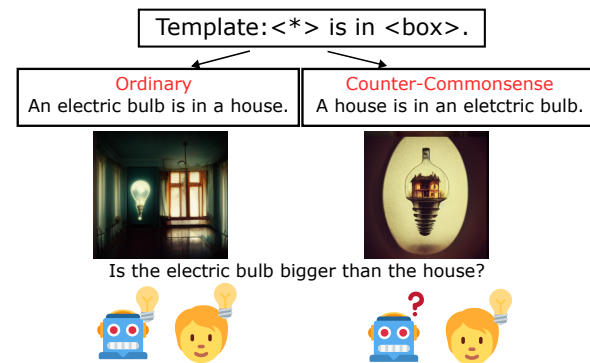 Template:<*> is in <box>.
Ordinary
An electric bulb is in a house.
Counter-Commonsense
A house is in an eletctric bulb.
Is the electric bulb bigger than the house?
?